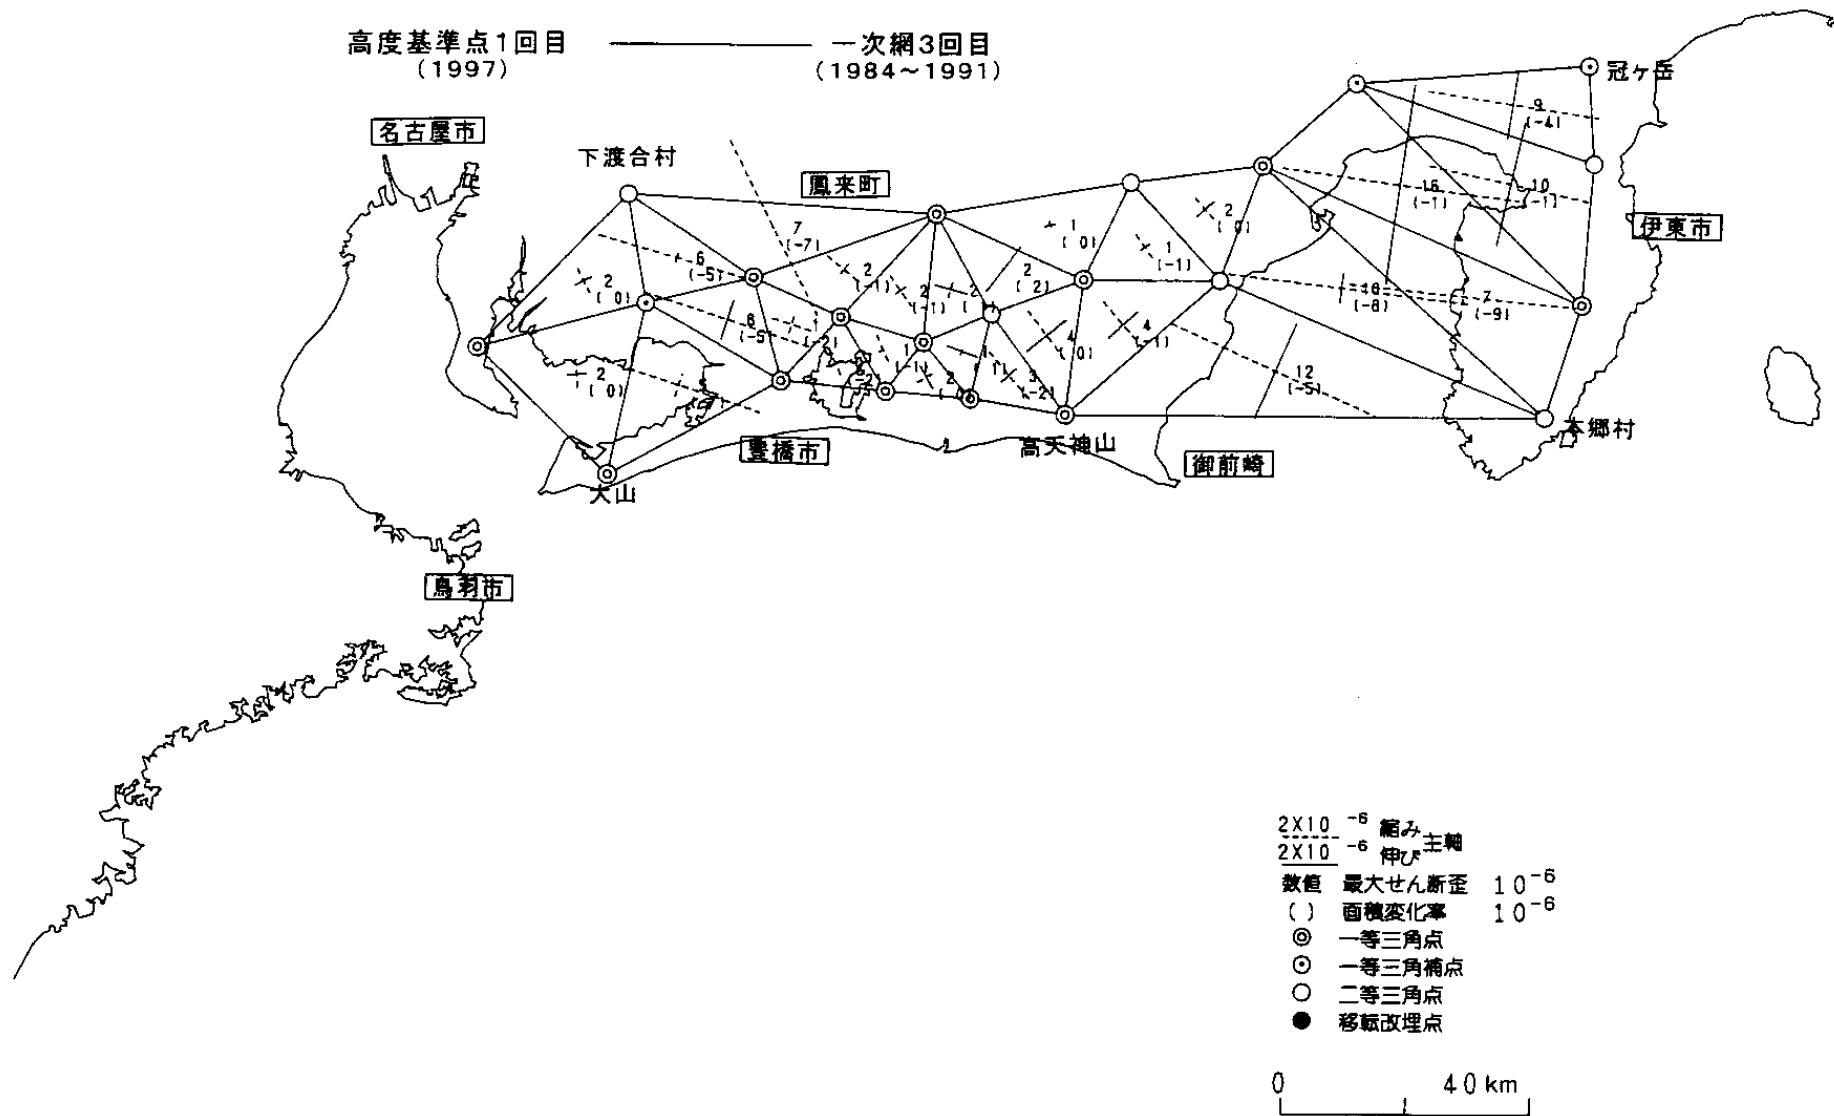 高度基準点1回目 ──── 一次網3回目
(1997) (1984~1991)
冠ヶ岳
名古屋市
下渡合村
鳳来町
伊東市
9
(-4)
16
(-1)
10
(-1)
7
(-7)
2
( 0)
1
( 0)
1
(-1)
6
(-5)
2
( 0)
2
(-1)
2
(-1)
2
( 2)
(-8)
7
(-9)
4
( 0)
4
(-1)
2
( 0)
3
(-2)
12
(-5)
本郷村
豊橋市
高天神山
御前崎
大山
鳥羽市
2X10 -6 縮み
2X10 -6 伸び 主軸
数値 最大せん断歪 10-6
( ) 面積変化率 10-6
◎ 一等三角点
⊙ 一等三角補点
○ 二等三角点
● 移転改埋点
0 40km